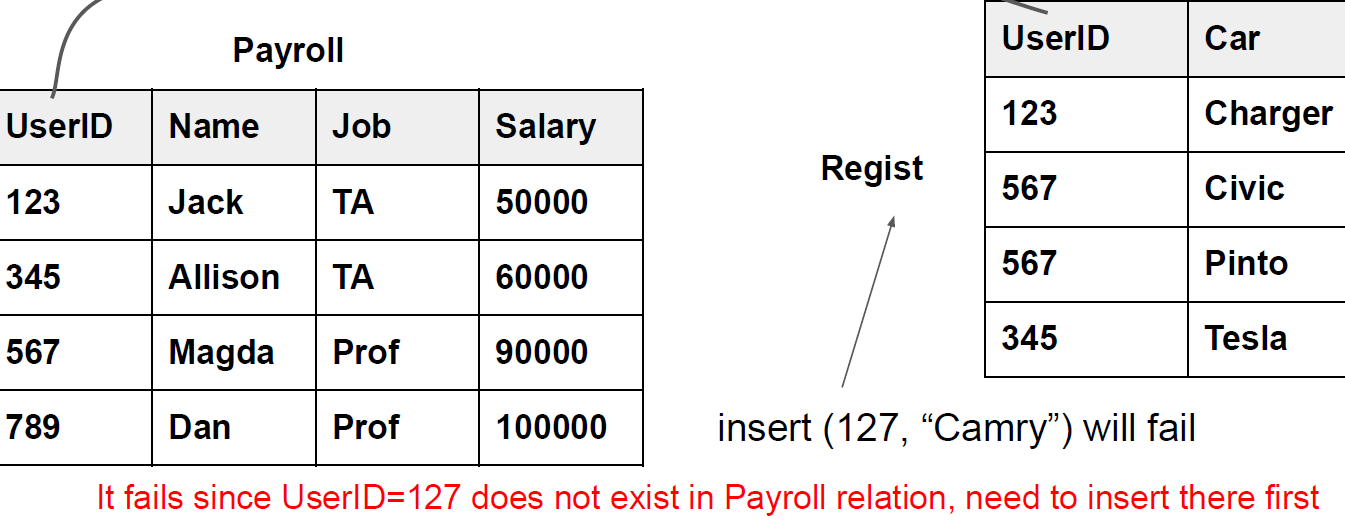 Payroll
UserID Name Job Salary
123 Jack TA 50000
345 Allison TA 60000
567 Magda Prof 90000
789 Dan Prof 100000
Regist
UserID Car
123 Charger
567 Civic
567 Pinto
345 Tesla
insert (127, “Camry”) will fail
It fails since UserID=127 does not exist in Payroll relation, need to insert there first